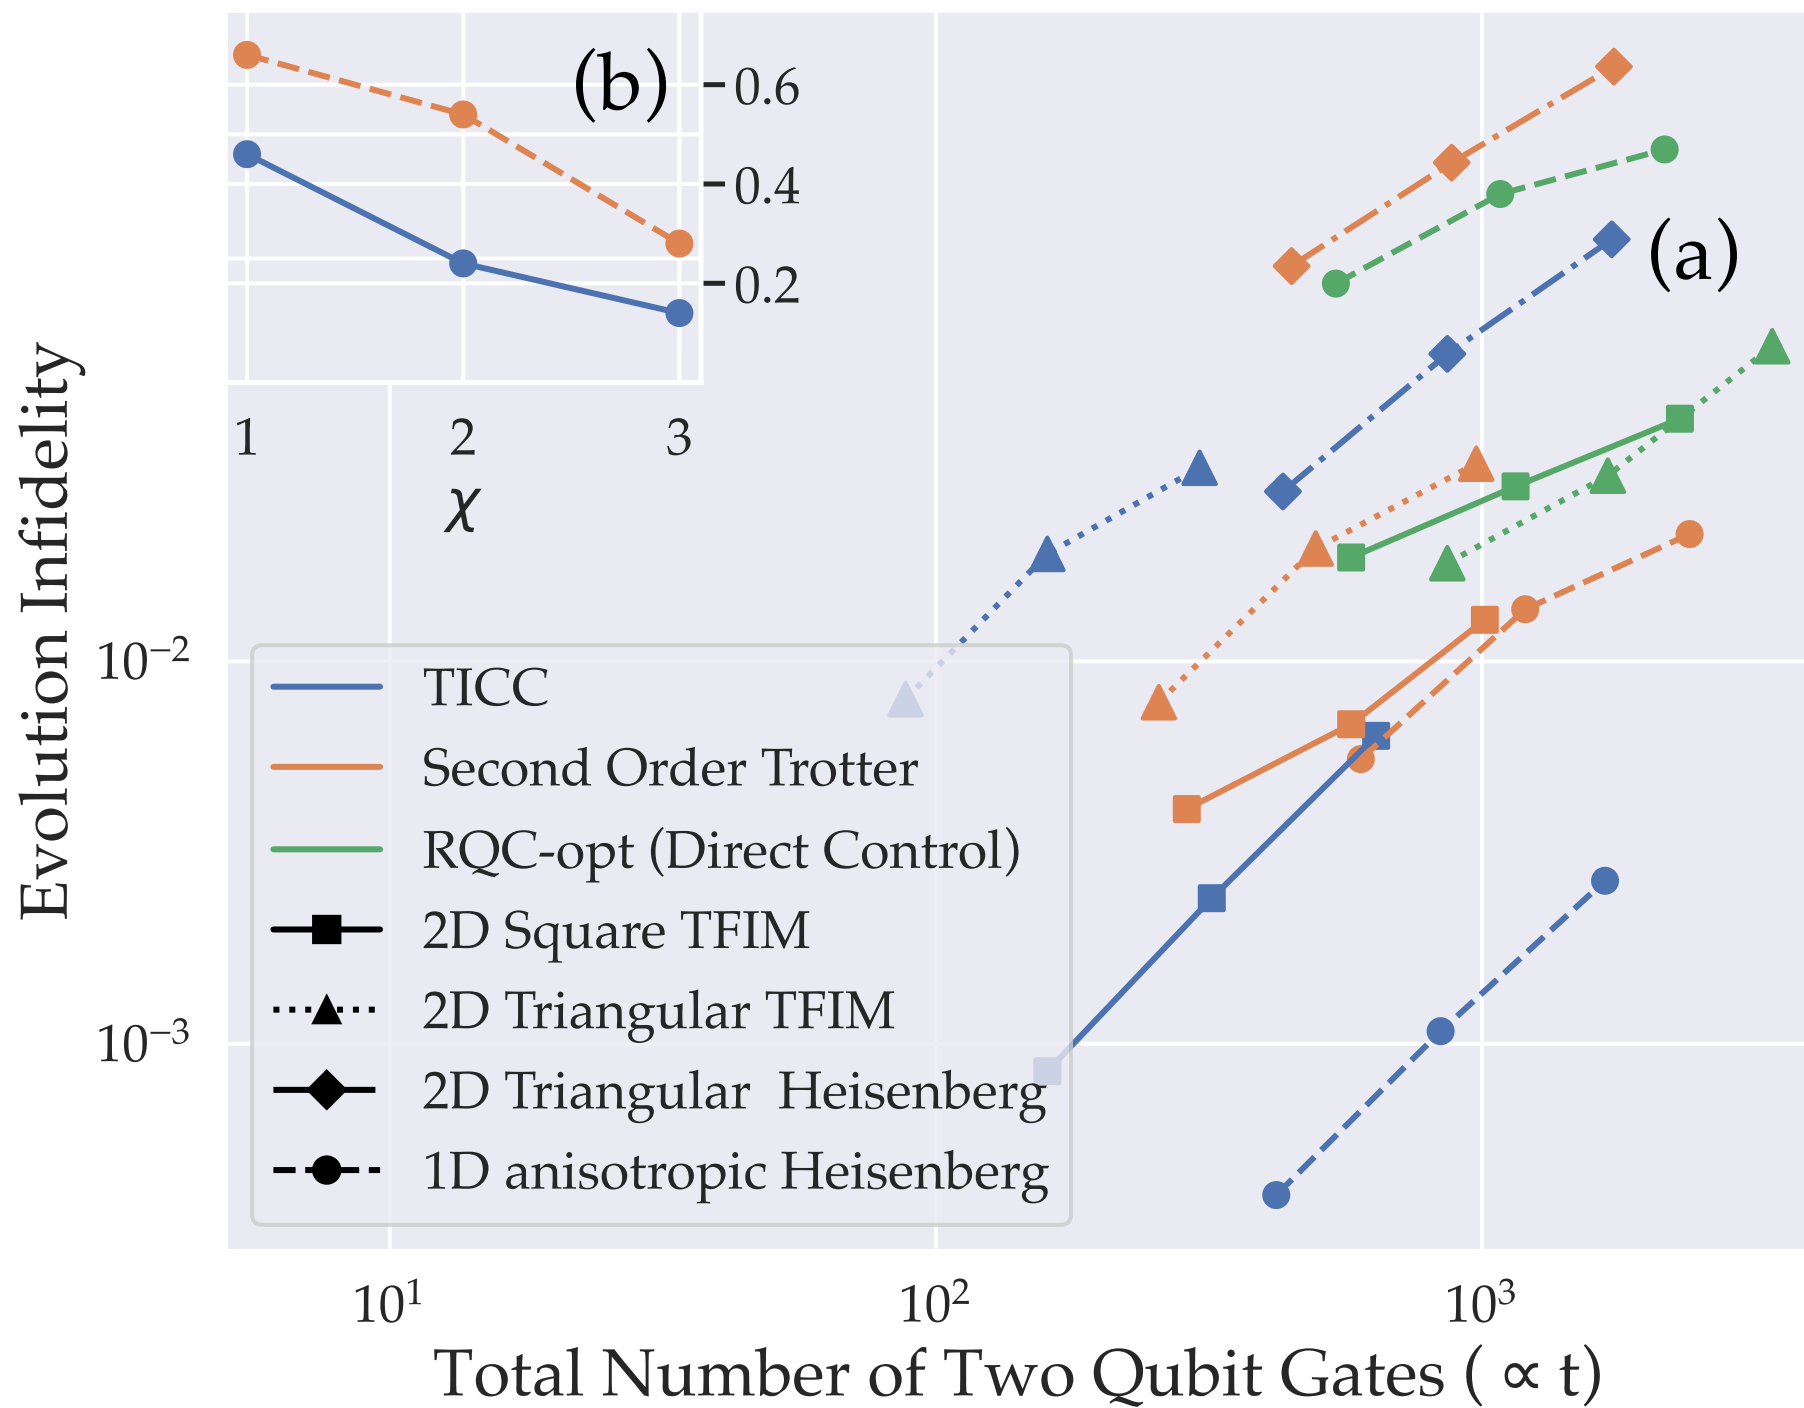 (b)
0.6
0.4
0.2
1 2 3
χ
(a)
Evolution Infidelity
10⁻²
10⁻³
TICC
Second Order Trotter
RQC-opt (Direct Control)
2D Square TFIM
2D Triangular TFIM
2D Triangular  Heisenberg
1D anisotropic Heisenberg
10¹ 10² 10³
Total Number of Two Qubit Gates ( ∝ t)